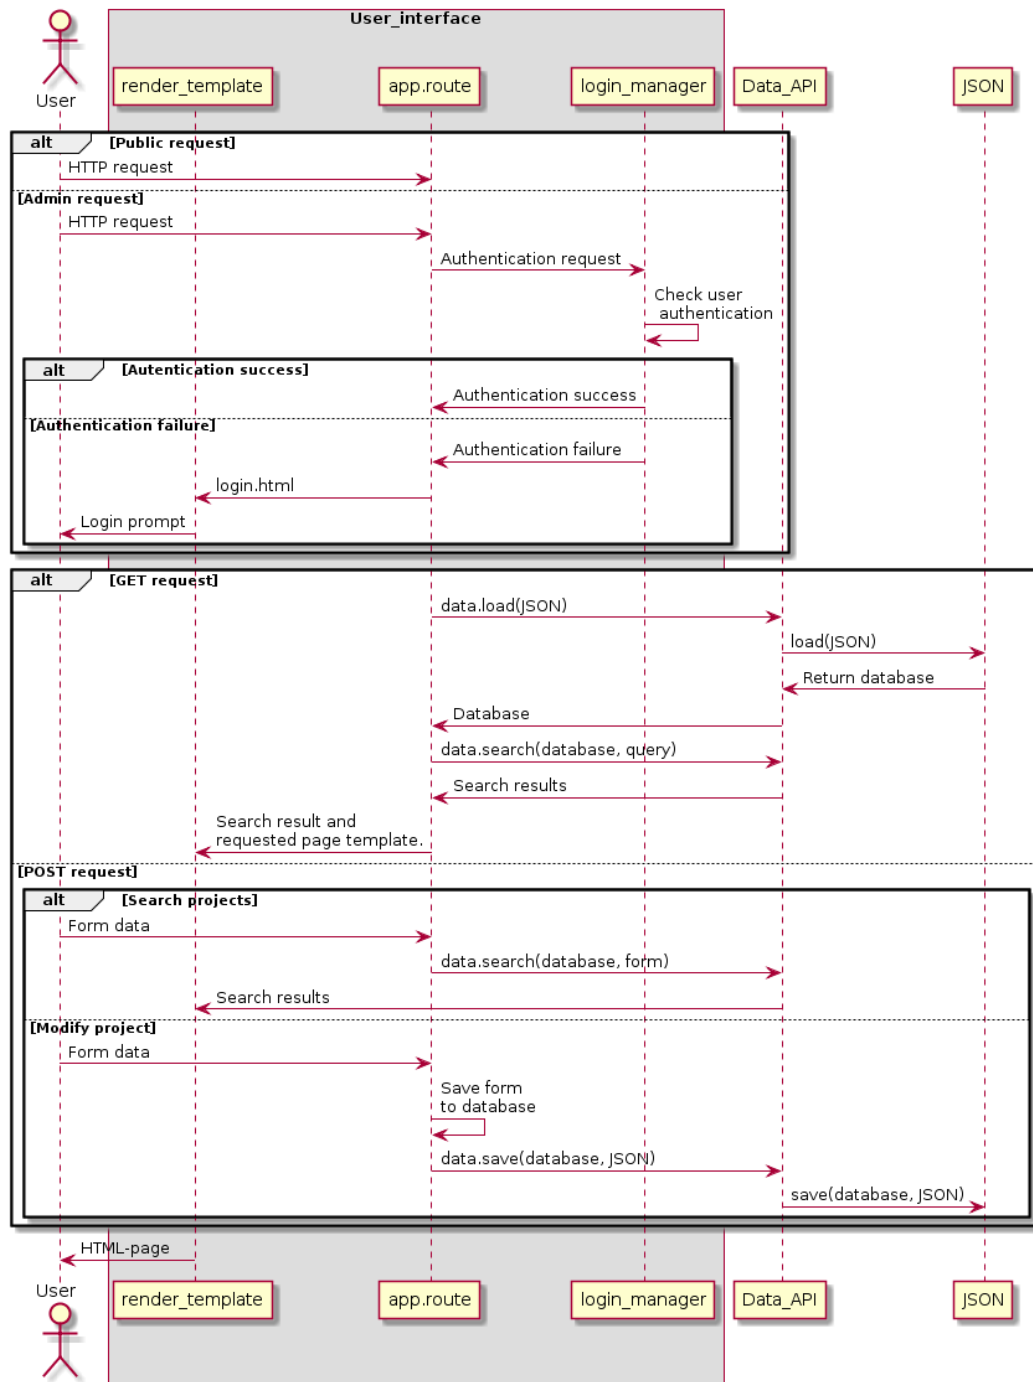 User_interface
User
render_template
app.route
login_manager
Data_API
JSON
alt
[Public request]
HTTP request
[Admin request]
HTTP request
Authentication request
Check user
authentication
alt
[Autentication success]
Authentication success
[Authentication failure]
Authentication failure
login.html
Login prompt
alt
[GET request]
data.load(JSON)
load(JSON)
Return database
Database
data.search(database, query)
Search results
Search result and
requested page template.
[POST request]
alt
[Search projects]
Form data
data.search(database, form)
Search results
[Modify project]
Form data
Save form
to database
data.save(database, JSON)
save(database, JSON)
HTML-page
User
render_template
app.route
login_manager
Data_API
JSON